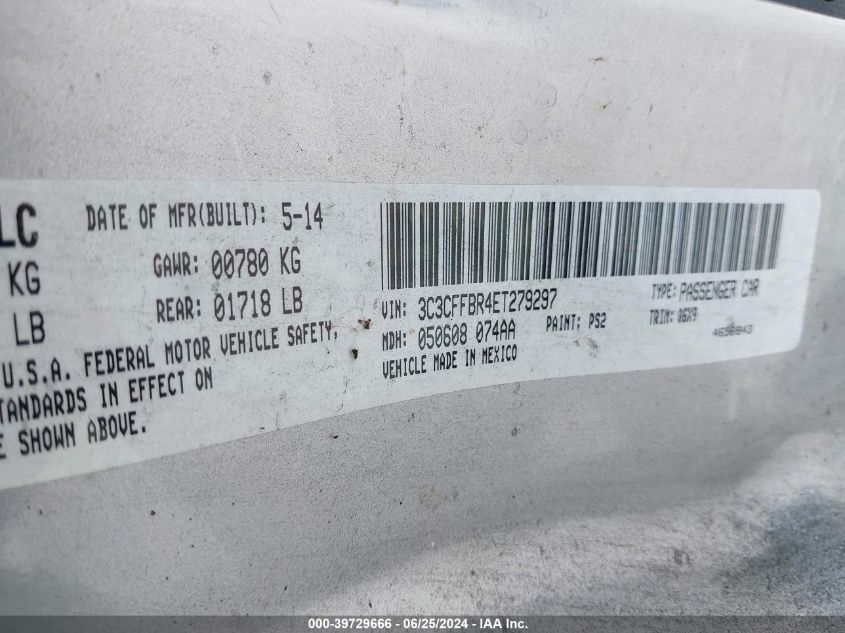 LC DATE OF MFR(BUILT): 5-14
KG GAWR: 00780 KG
LB REAR: 01718 LB
U.S.A. FEDERAL MOTOR VEHICLE SAFETY,
TANDARDS IN EFFECT ON
E SHOWN ABOVE.
VIN: 3C3CFFBR4ET279297 TYPE: PASSENGER CAR
MDH: 050608 074AA PAINT: PS2 TRIM: Q6X9
VEHICLE MADE IN MEXICO 4658843
000-39729666 - 06/25/2024 - IAA Inc.